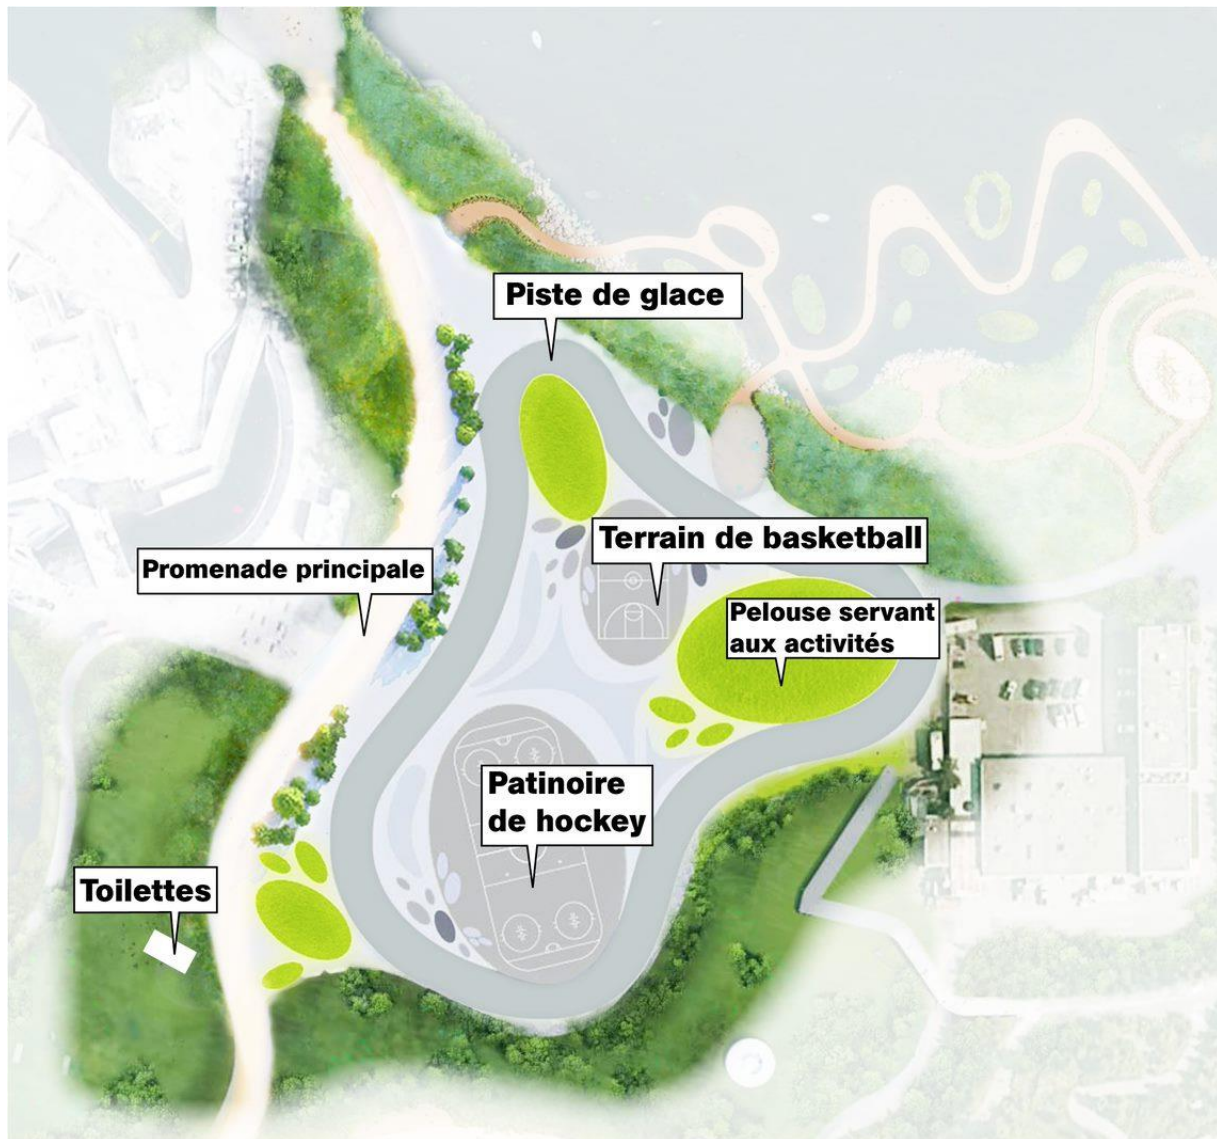 Piste de glace
Terrain de basketball
Promenade principale
Pelouse servant
aux activités
Patinoire
de hockey
Toilettes